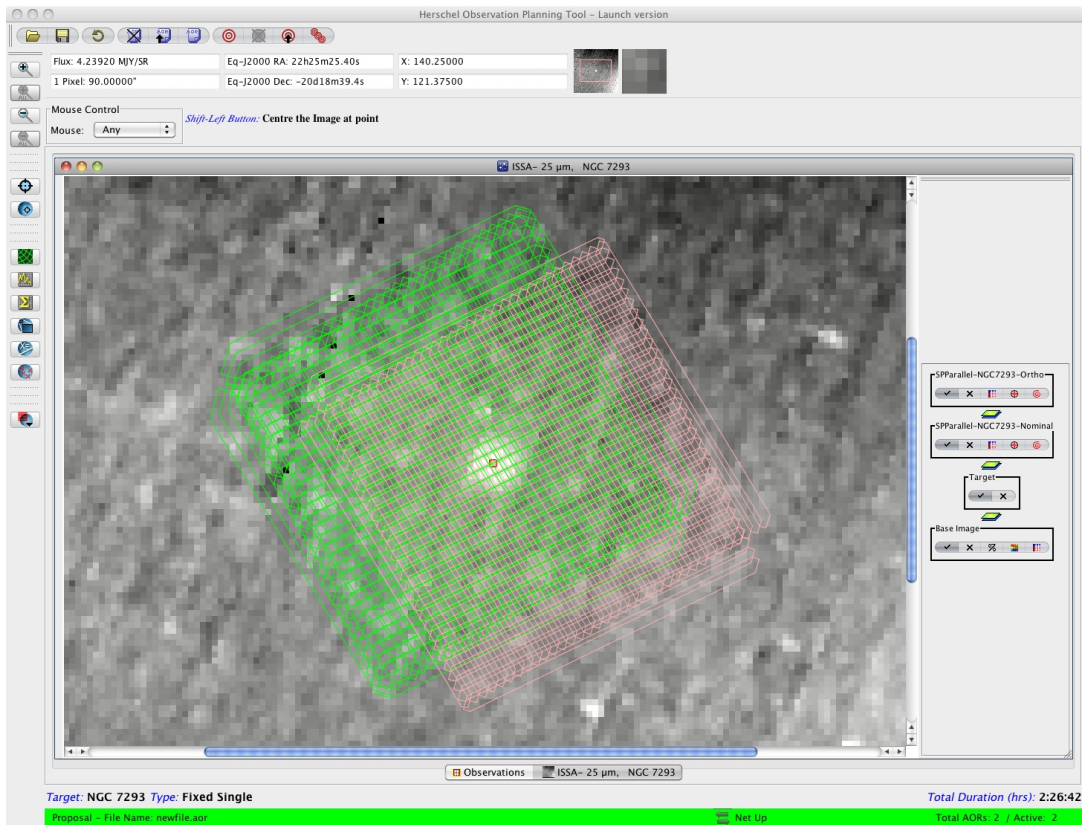 Herschel Observation Planning Tool - Launch version
Flux: 4.23920 MJY/SR
Eq-J2000 RA: 22h25m25.40s
X: 140.25000
1 Pixel: 90.00000"
Eq-J2000 Dec: -20d18m39.4s
Y: 121.37500
Mouse Control
Mouse: Any
Shift-Left Button: Centre the Image at point
ISSA- 25 µm, NGC 7293
SPParallel-NGC7293-Ortho
SPParallel-NGC7293-Nominal
Target
Base Image
Observations
ISSA- 25 µm, NGC 7293
Target: NGC 7293 Type: Fixed Single
Total Duration (hrs): 2:26:42
Proposal - File Name: newfile.aor
Net Up
Total AORs: 2 / Active: 2